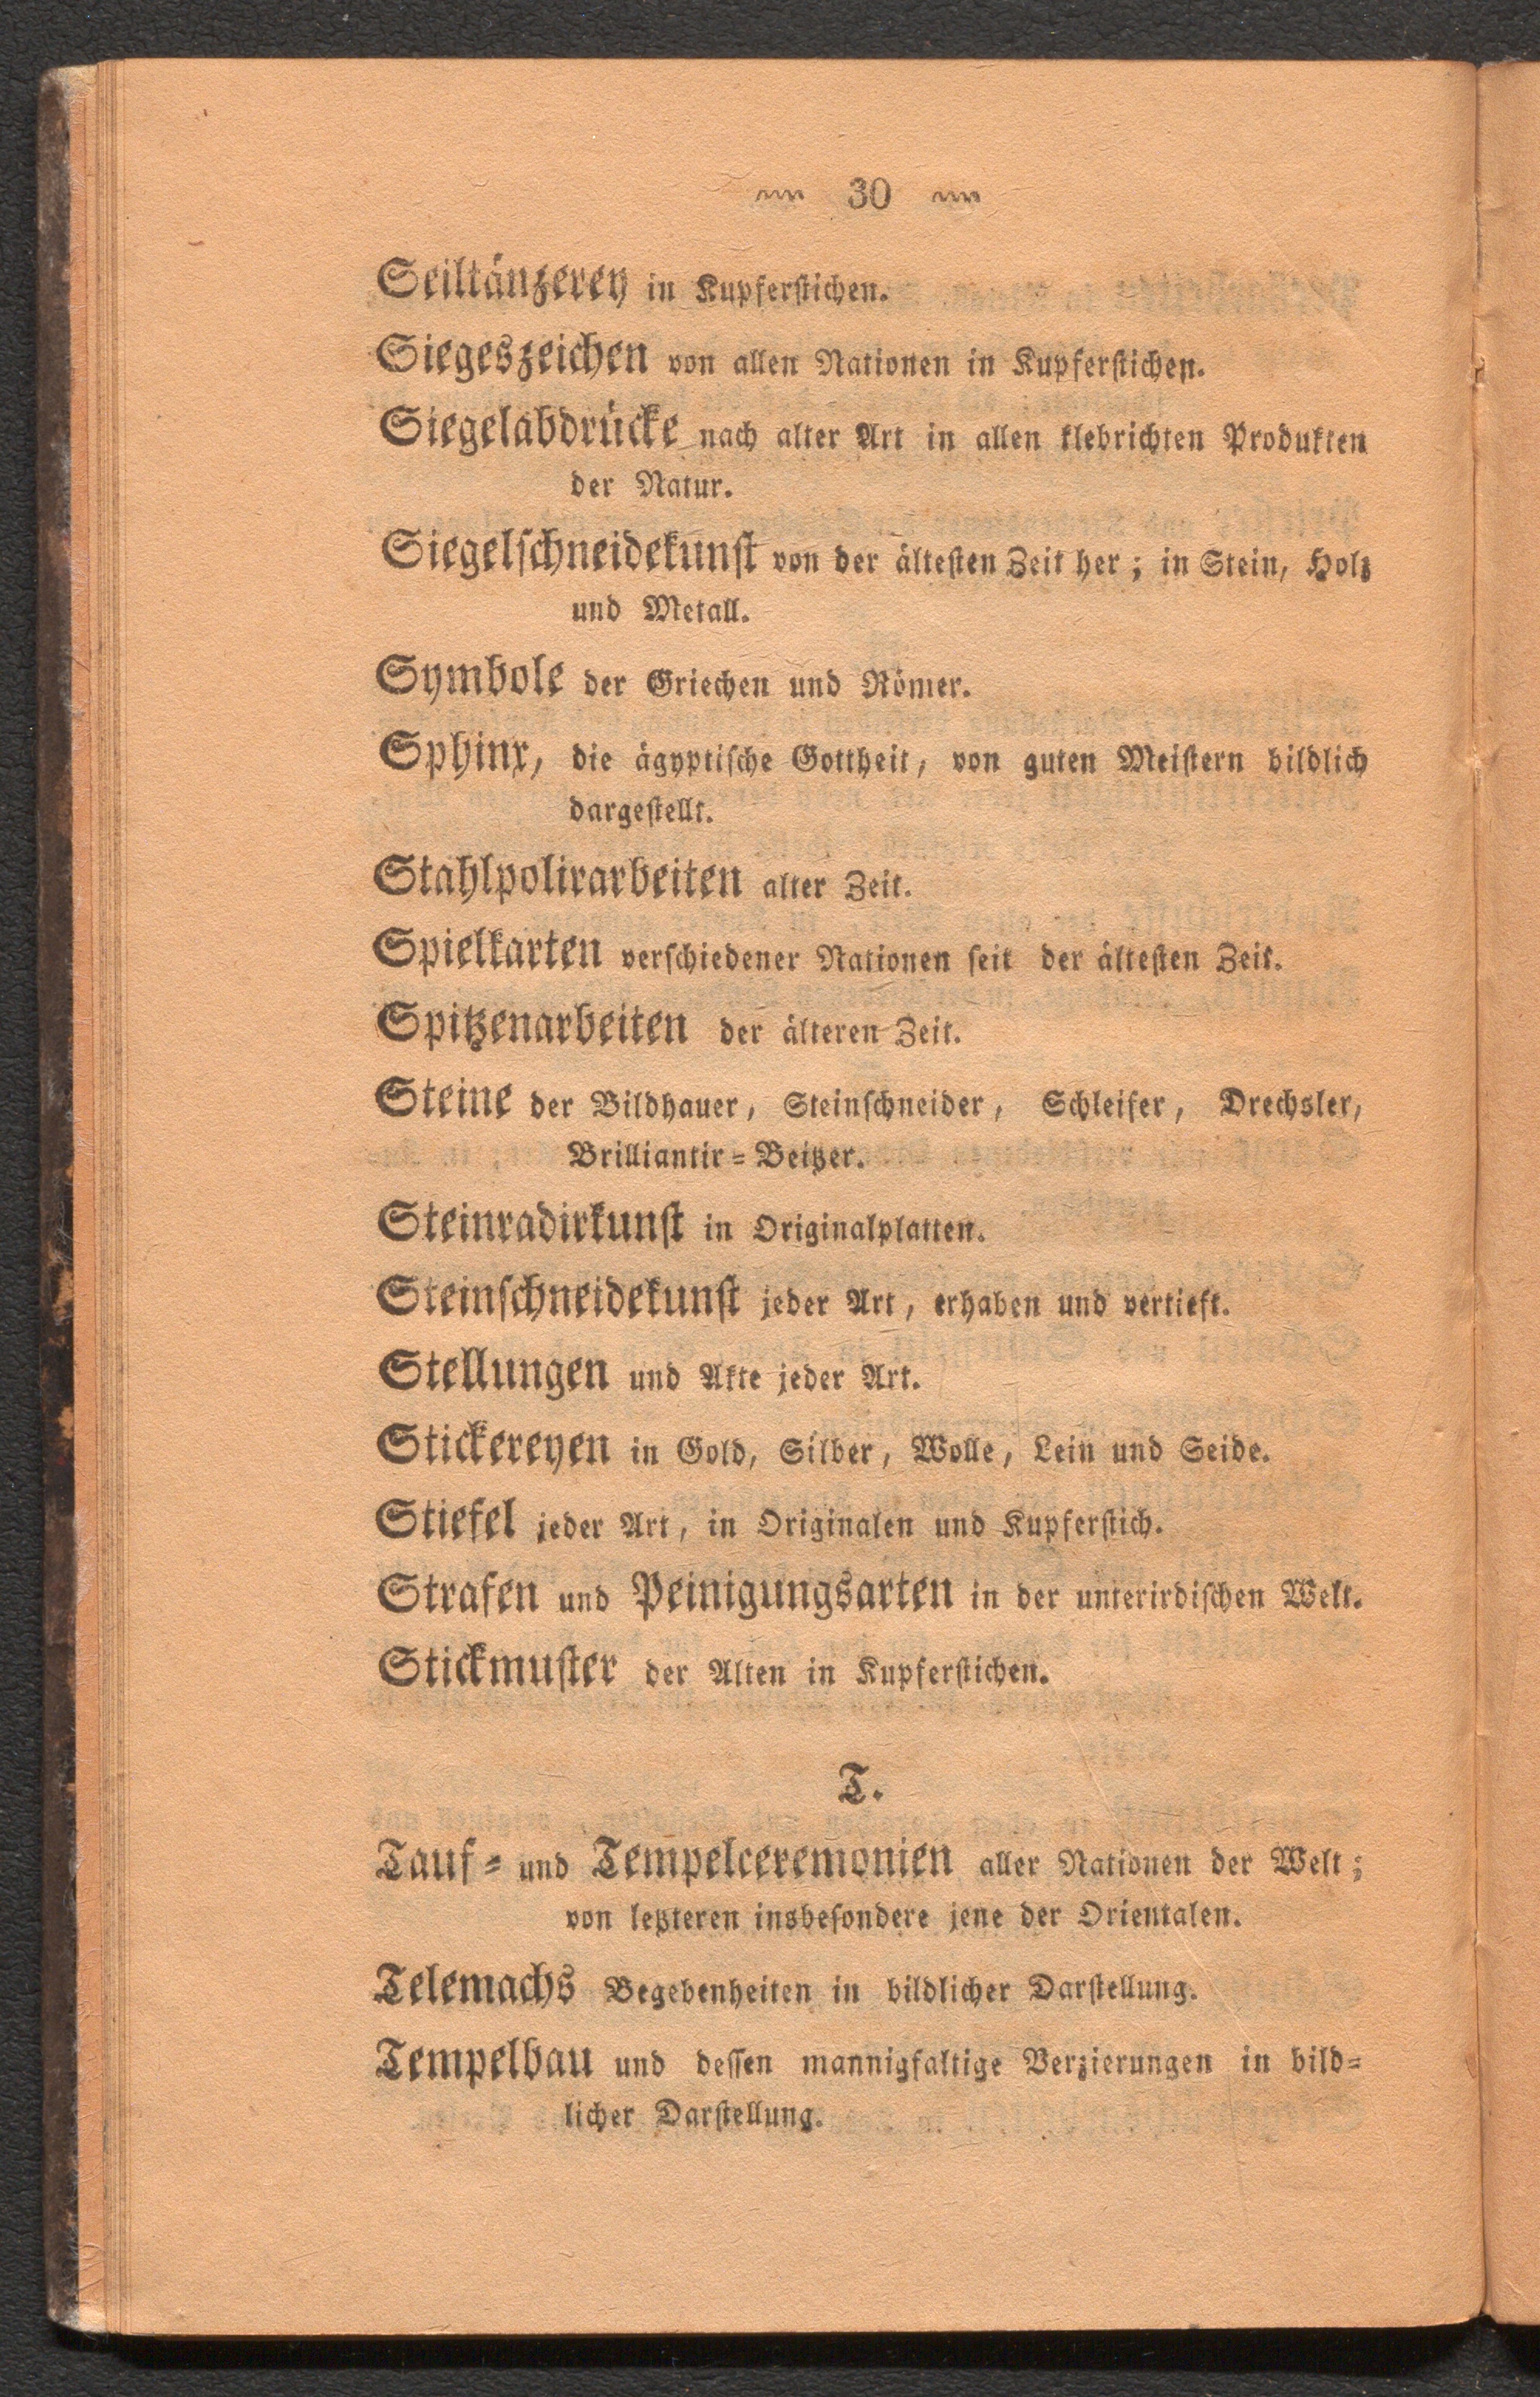 30
Seiltänzerey in Kupferstichen.
Siegeszeichen von allen Nationen in Kupferstichen.
Siegelabdrücke nach alter Art in allen klebrichten Produkten
der Natur.
Siegelschneidekunst von der ältesten Zeit her; in Stein, Holz
und Metall.
Symbole der Griechen und Römer.
Sphinx, die ägyptische Gottheit, von guten Meistern bildlich
dargestellt.
Stahlpolirarbeiten alter Zeit.
Spielkarten verschiedener Nationen seit der ältesten Zeit.
Spitzenarbeiten der älteren Zeit.
Steine der Bildhauer, Steinschneider, Schleifer, Drechsler,
Brilliantir=Beitzer.
Steinradirkunst in Originalplatten.
Steinschneidekunst jeder Art, erhaben und vertieft.
Stellungen und Akte jeder Art.
Stickereyen in Gold, Silber, Wolle, Lein und Seide.
Stiefel jeder Art, in Originalen und Kupferstich.
Strafen und Peinigungsarten in der unterirdischen Welt.
Stickmuster der Alten in Kupferstichen.
T.
Tauf= und Tempelceremonien aller Nationen der Welt;
von letzteren insbesondere jene der Orientalen.
Telemachs Begebenheiten in bildlicher Darstellung.
Tempelbau und dessen mannigfaltige Verzierungen in bild=
licher Darstellung.